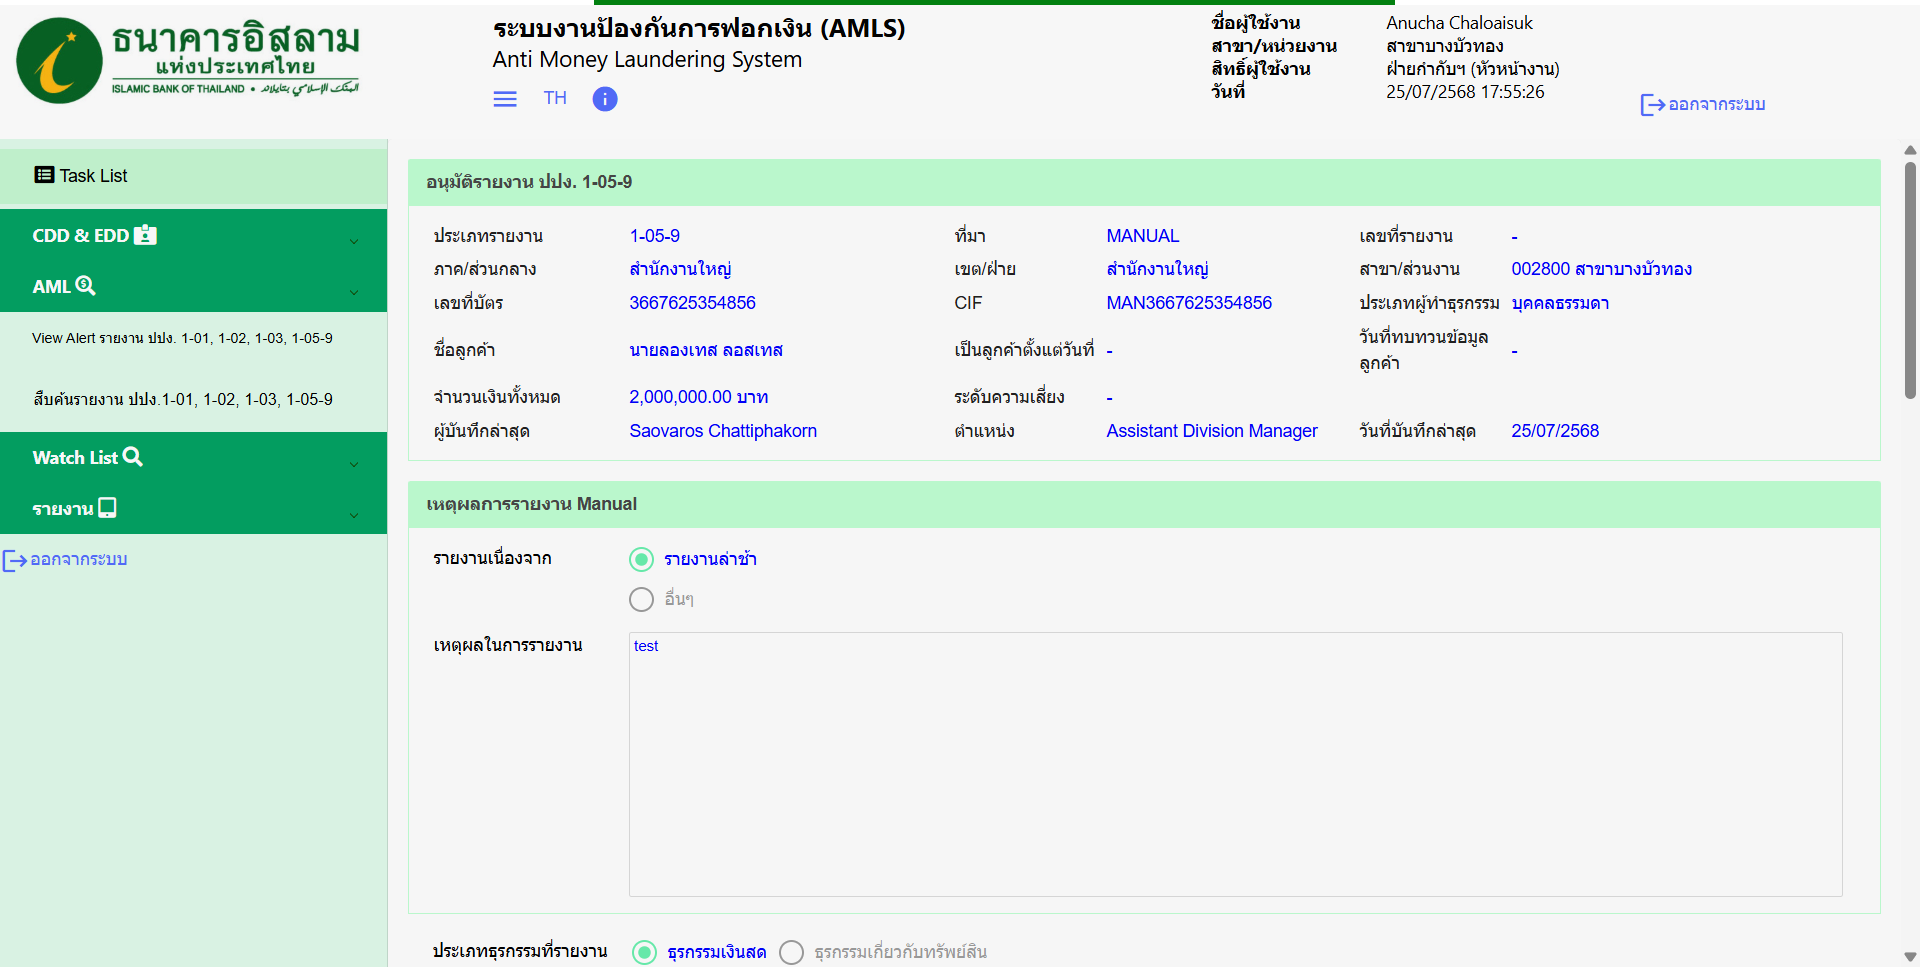 ธนาคารอิสลาม
แห่งประเทศไทย
ISLAMIC BANK OF THAILAND •
ระบบงานป้องกันการฟอกเงิน (AMLS)
Anti Money Laundering System
TH
ชื่อผู้ใช้งาน Anucha Chaloaisuk
สาขา/หน่วยงาน สาขาบางบัวทอง
สิทธิ์ผู้ใช้งาน ฝ่ายกำกับฯ (หัวหน้างาน)
วันที่ 25/07/2568 17:55:26
ออกจากระบบ
Task List
CDD & EDD
AML
View Alert รายงาน ปปง. 1-01, 1-02, 1-03, 1-05-9
สืบค้นรายงาน ปปง.1-01, 1-02, 1-03, 1-05-9
Watch List
รายงาน
ออกจากระบบ
อนุมัติรายงาน ปปง. 1-05-9
ประเภทรายงาน 1-05-9 ที่มา MANUAL เลขที่รายงาน -
ภาค/ส่วนกลาง สำนักงานใหญ่ เขต/ฝ่าย สำนักงานใหญ่ สาขา/ส่วนงาน 002800 สาขาบางบัวทอง
เลขที่บัตร 3667625354856 CIF MAN3667625354856 ประเภทผู้ทำธุรกรรม บุคคลธรรมดา
ชื่อลูกค้า นายลองเทส ลอสเทส เป็นลูกค้าตั้งแต่วันที่ - วันที่ทบทวนข้อมูล
ลูกค้า -
จำนวนเงินทั้งหมด 2,000,000.00 บาท ระดับความเสี่ยง -
ผู้บันทึกล่าสุด Saovaros Chattiphakorn ตำแหน่ง Assistant Division Manager วันที่บันทึกล่าสุด 25/07/2568
เหตุผลการรายงาน Manual
รายงานเนื่องจาก รายงานล่าช้า
อื่นๆ
เหตุผลในการรายงาน test
ประเภทธุรกรรมที่รายงาน ธุรกรรมเงินสด ธุรกรรมเกี่ยวกับทรัพย์สิน